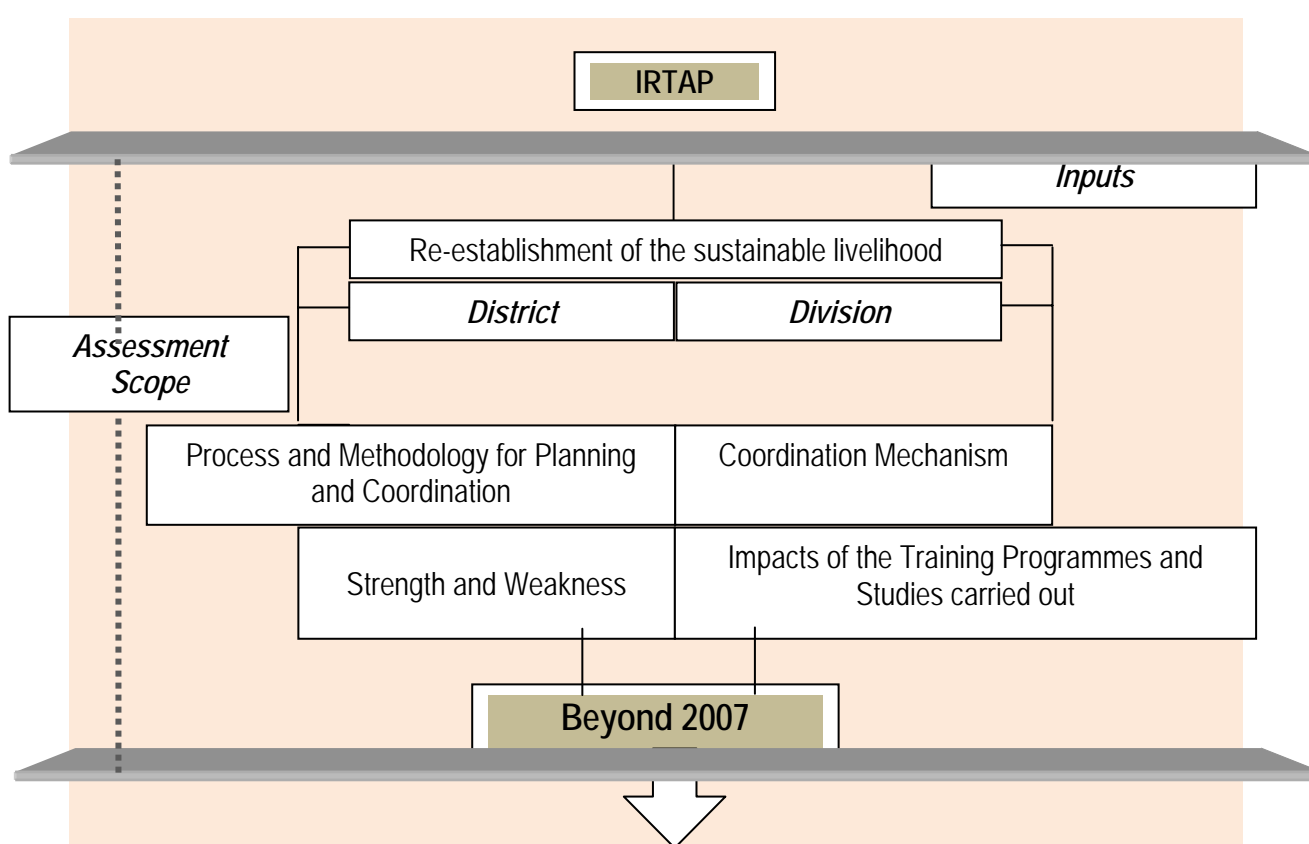 IRTAP
Inputs
Re-establishment of the sustainable livelihood
District
Division
Assessment
Scope
Process and Methodology for Planning
and Coordination
Coordination Mechanism
Strength and Weakness
Impacts of the Training Programmes and
Studies carried out
Beyond 2007